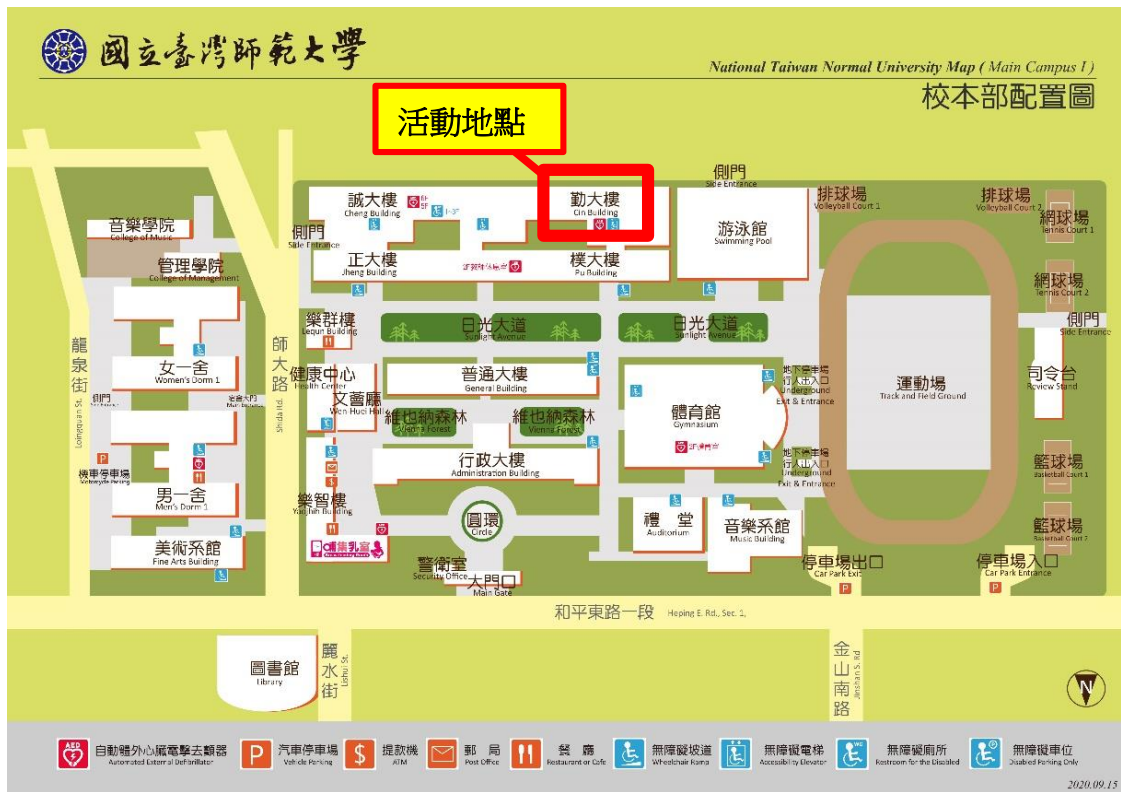 國立臺灣師範大學
National Taiwan Normal University Map ( Main Campus I )
校本部配置圖
活動地點
側門
Side Entrance
誠大樓
Cheng Building
勤大樓
Qin Building
排球場
Volleyball Court 1
排球場
Volleyball Court 2
網球場
Tennis Court 1
音樂學院
College of Music
側門
Side Entrance
游泳館
Swimming Pool
管理學院
College of Management
正大樓
Jheng Building
樸大樓
Pu Building
網球場
Tennis Court 2
樂群樓
Lequn Building
日光大道
Sunlight Avenue
日光大道
Sunlight Avenue
側門
Side Entrance
龍泉街
Longquan St.
師大路
Shida Rd.
女一舍
Women's Dorm 1
健康中心
Health Center
普通大樓
General Building
地下停車場
行人出入口
Underground
Exit & Entrance
運動場
Track and Field Ground
司令台
Review Stand
側門
宿舍大門
文薈廳
Wen Huei Hall
維也納森林
Vienna Forest
維也納森林
Vienna Forest
體育館
Gymnasium
行政大樓
Administration Building
地下停車場
行人出入口
Underground
Exit & Entrance
籃球場
Basketball Court 1
機車停車場
Motorcycle Parking
男一舍
Men's Dorm 1
樂智樓
圓環
Circle
禮 堂
Auditorium
音樂系館
Music Building
籃球場
Basketball Court 2
美術系館
Fine Arts Building
哺集乳室
警衛室
Security Office
大門口
Main Gate
停車場出口
Car Park Exit
P
停車場入口
Car Park Entrance
P
和平東路一段 Heping E. Rd., Sec. 1,
圖書館
Library
麗水街
Lishui St.
金山南路
Jinshan S. Rd
N
AED
自動體外心臟電擊去顫器
Automated External Defibrillator
P
汽車停車場
Vehicle Parking
$
提款機
ATM
郵 局
Post Office
餐 廳
Restaurant or Cafe
無障礙坡道
Wheelchair Ramp
無障礙電梯
Accessibility Elevator
無障礙廁所
Restroom for the Disabled
無障礙車位
Disabled Parking Only
2020.09.15